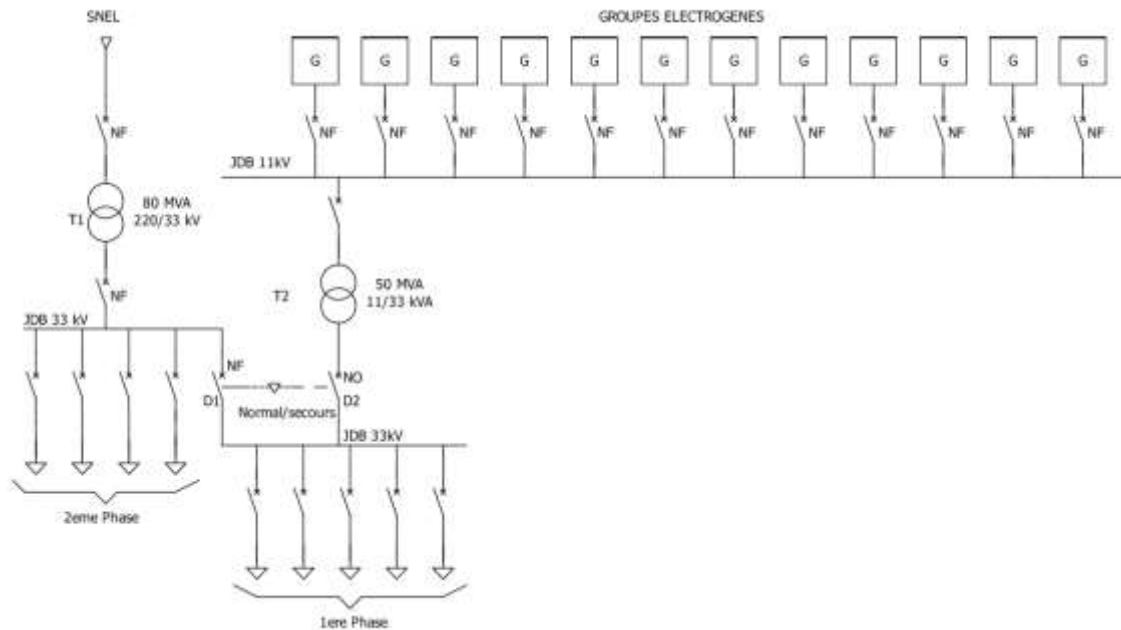 SNEL
GROUPES ELECTROGENES
G G G G G G G G G G G G
NF
NF NF NF NF NF NF NF NF NF NF NF NF
JDB 11kV
T1
80 MVA
220/33 kV
NF
T2
50 MVA
11/33 kVA
JDB 33 kV
NF
NO
D1
D2
Normal/secours
JDB 33kV
2eme Phase
1ere Phase